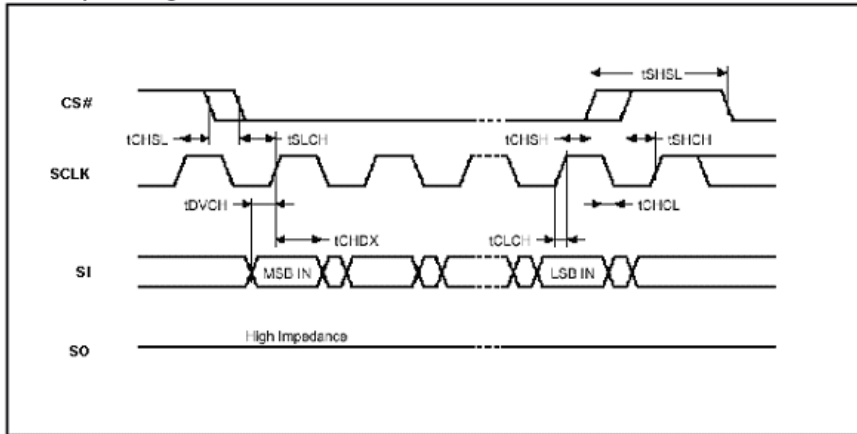 tSHSL
CS#
tCHSL
tSLCH
tCHSH
tSHCH
SCLK
tDVCH
tCHCL
tCHDX
tCLCH
SI
MSB IN
LSB IN
High Impedance
SO